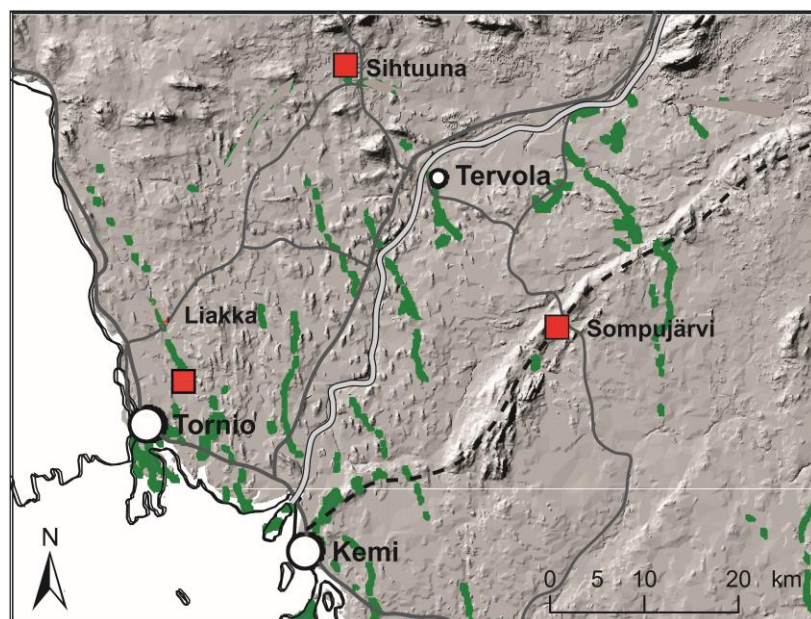 Sihtuuna
Tervola
Liakka
Sompujärvi
Tornio
N
Kemi
0 5 10 20 km